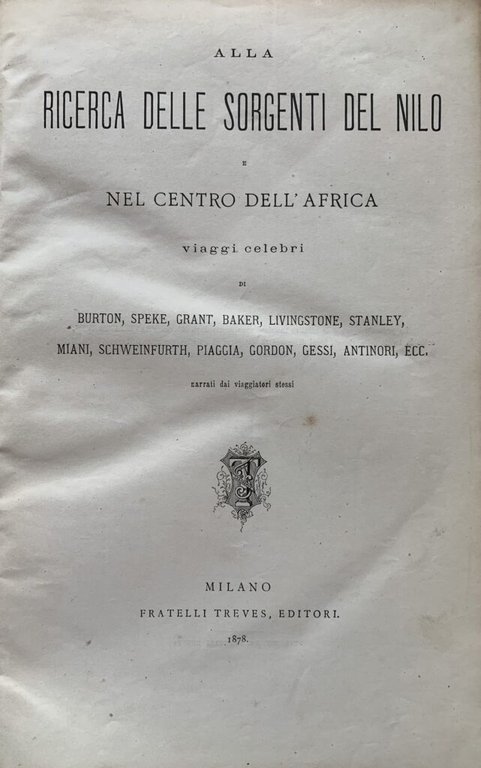 ALLA
RICERCA DELLE SORGENTI DEL NILO
E
NEL CENTRO DELL'AFRICA
viaggi celebri
DI
BURTON, SPEKE, GRANT, BAKER, LIVINGSTONE, STANLEY,
MIANI, SCHWEINFURTH, PIAGGIA, GORDON, GESSI, ANTINORI, ECC.
narrati dai viaggiatori stessi
MILANO
FRATELLI TREVES, EDITORI.
1878.